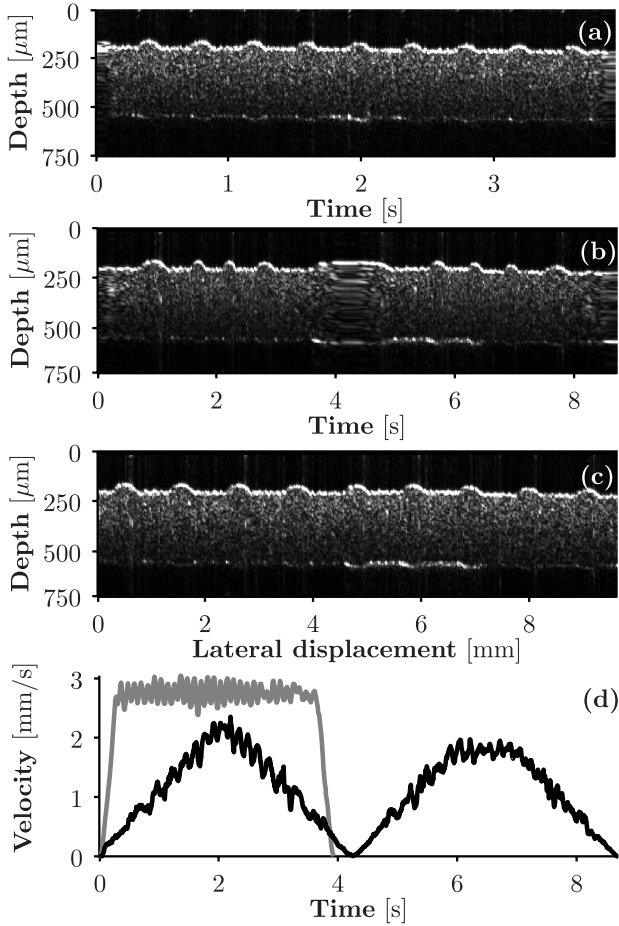 0
250
500
750
Depth [μm]
(a)
0 1 2 3
Time [s]
0
250
500
750
Depth [μm]
(b)
0 2 4 6 8
Time [s]
0
250
500
750
Depth [μm]
(c)
0 2 4 6 8
Lateral displacement [mm]
3
2
1
0
Velocity [mm/s]
(d)
0 2 4 6 8
Time [s]